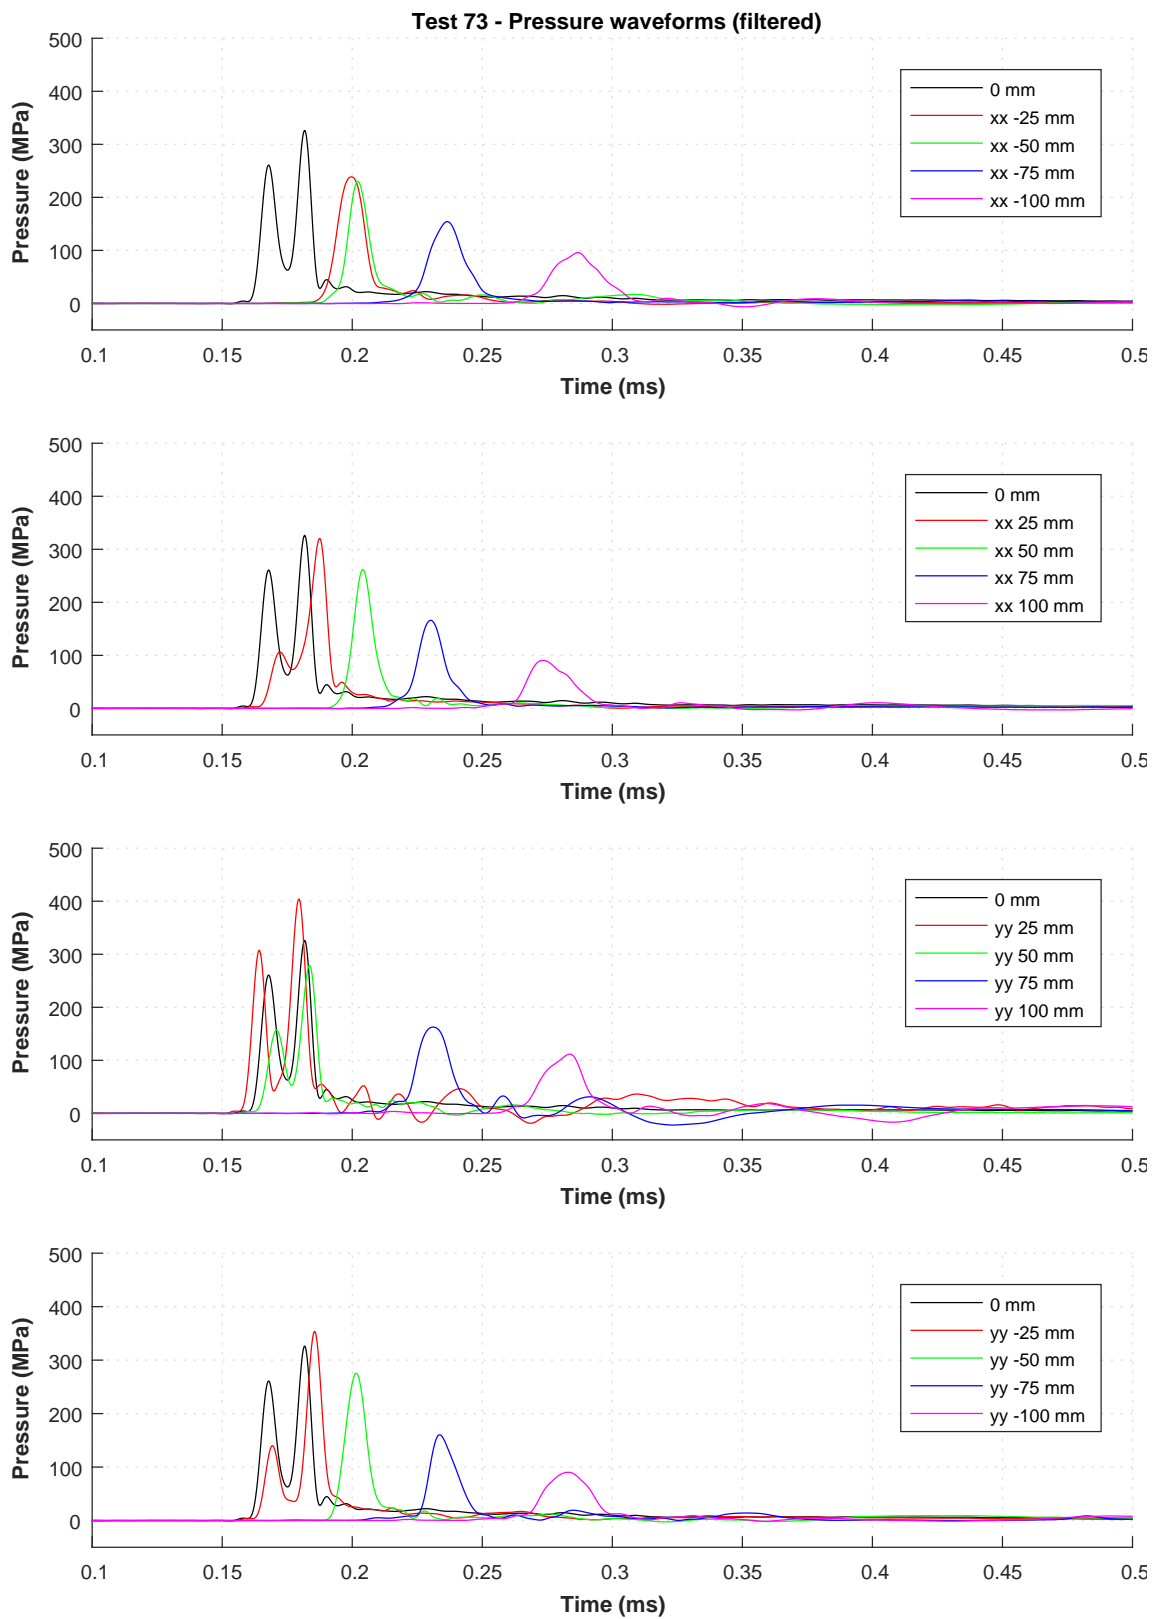 Test 73 - Pressure waveforms (filtered)
500
400
300
200
100
0
Pressure (MPa)
0 mm
xx -25 mm
xx -50 mm
xx -75 mm
xx -100 mm
0.1 0.15 0.2 0.25 0.3 0.35 0.4 0.45 0.5
Time (ms)
500
400
300
200
100
0
Pressure (MPa)
0 mm
xx 25 mm
xx 50 mm
xx 75 mm
xx 100 mm
0.1 0.15 0.2 0.25 0.3 0.35 0.4 0.45 0.5
Time (ms)
500
400
300
200
100
0
Pressure (MPa)
0 mm
yy 25 mm
yy 50 mm
yy 75 mm
yy 100 mm
0.1 0.15 0.2 0.25 0.3 0.35 0.4 0.45 0.5
Time (ms)
500
400
300
200
100
0
Pressure (MPa)
0 mm
yy -25 mm
yy -50 mm
yy -75 mm
yy -100 mm
0.1 0.15 0.2 0.25 0.3 0.35 0.4 0.45 0.5
Time (ms)